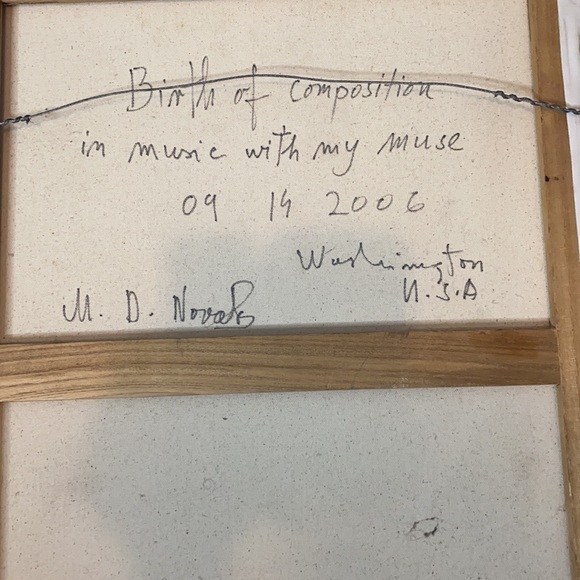 Birth of composition
in music with my muse
09 14 2006
Washington
U.S.A
M. D. Novak